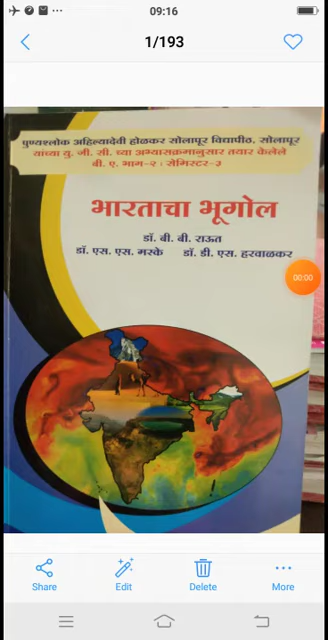 09:16
1/193
पुण्यश्लोक अहिल्यादेवी होळकर सोलापूर विद्यापीठ, सोलापूर
यांच्या यु. जी. सी. च्या अभ्यासक्रमानुसार तयार केलेले
बी. ए. भाग-२ : सेमिस्टर-३
भारताचा भूगोल
डॉ. बी. बी. राऊत
डॉ. एस. एस. मस्के डॉ. डी. एस. हरवाळकर
00:00
Share Edit Delete More